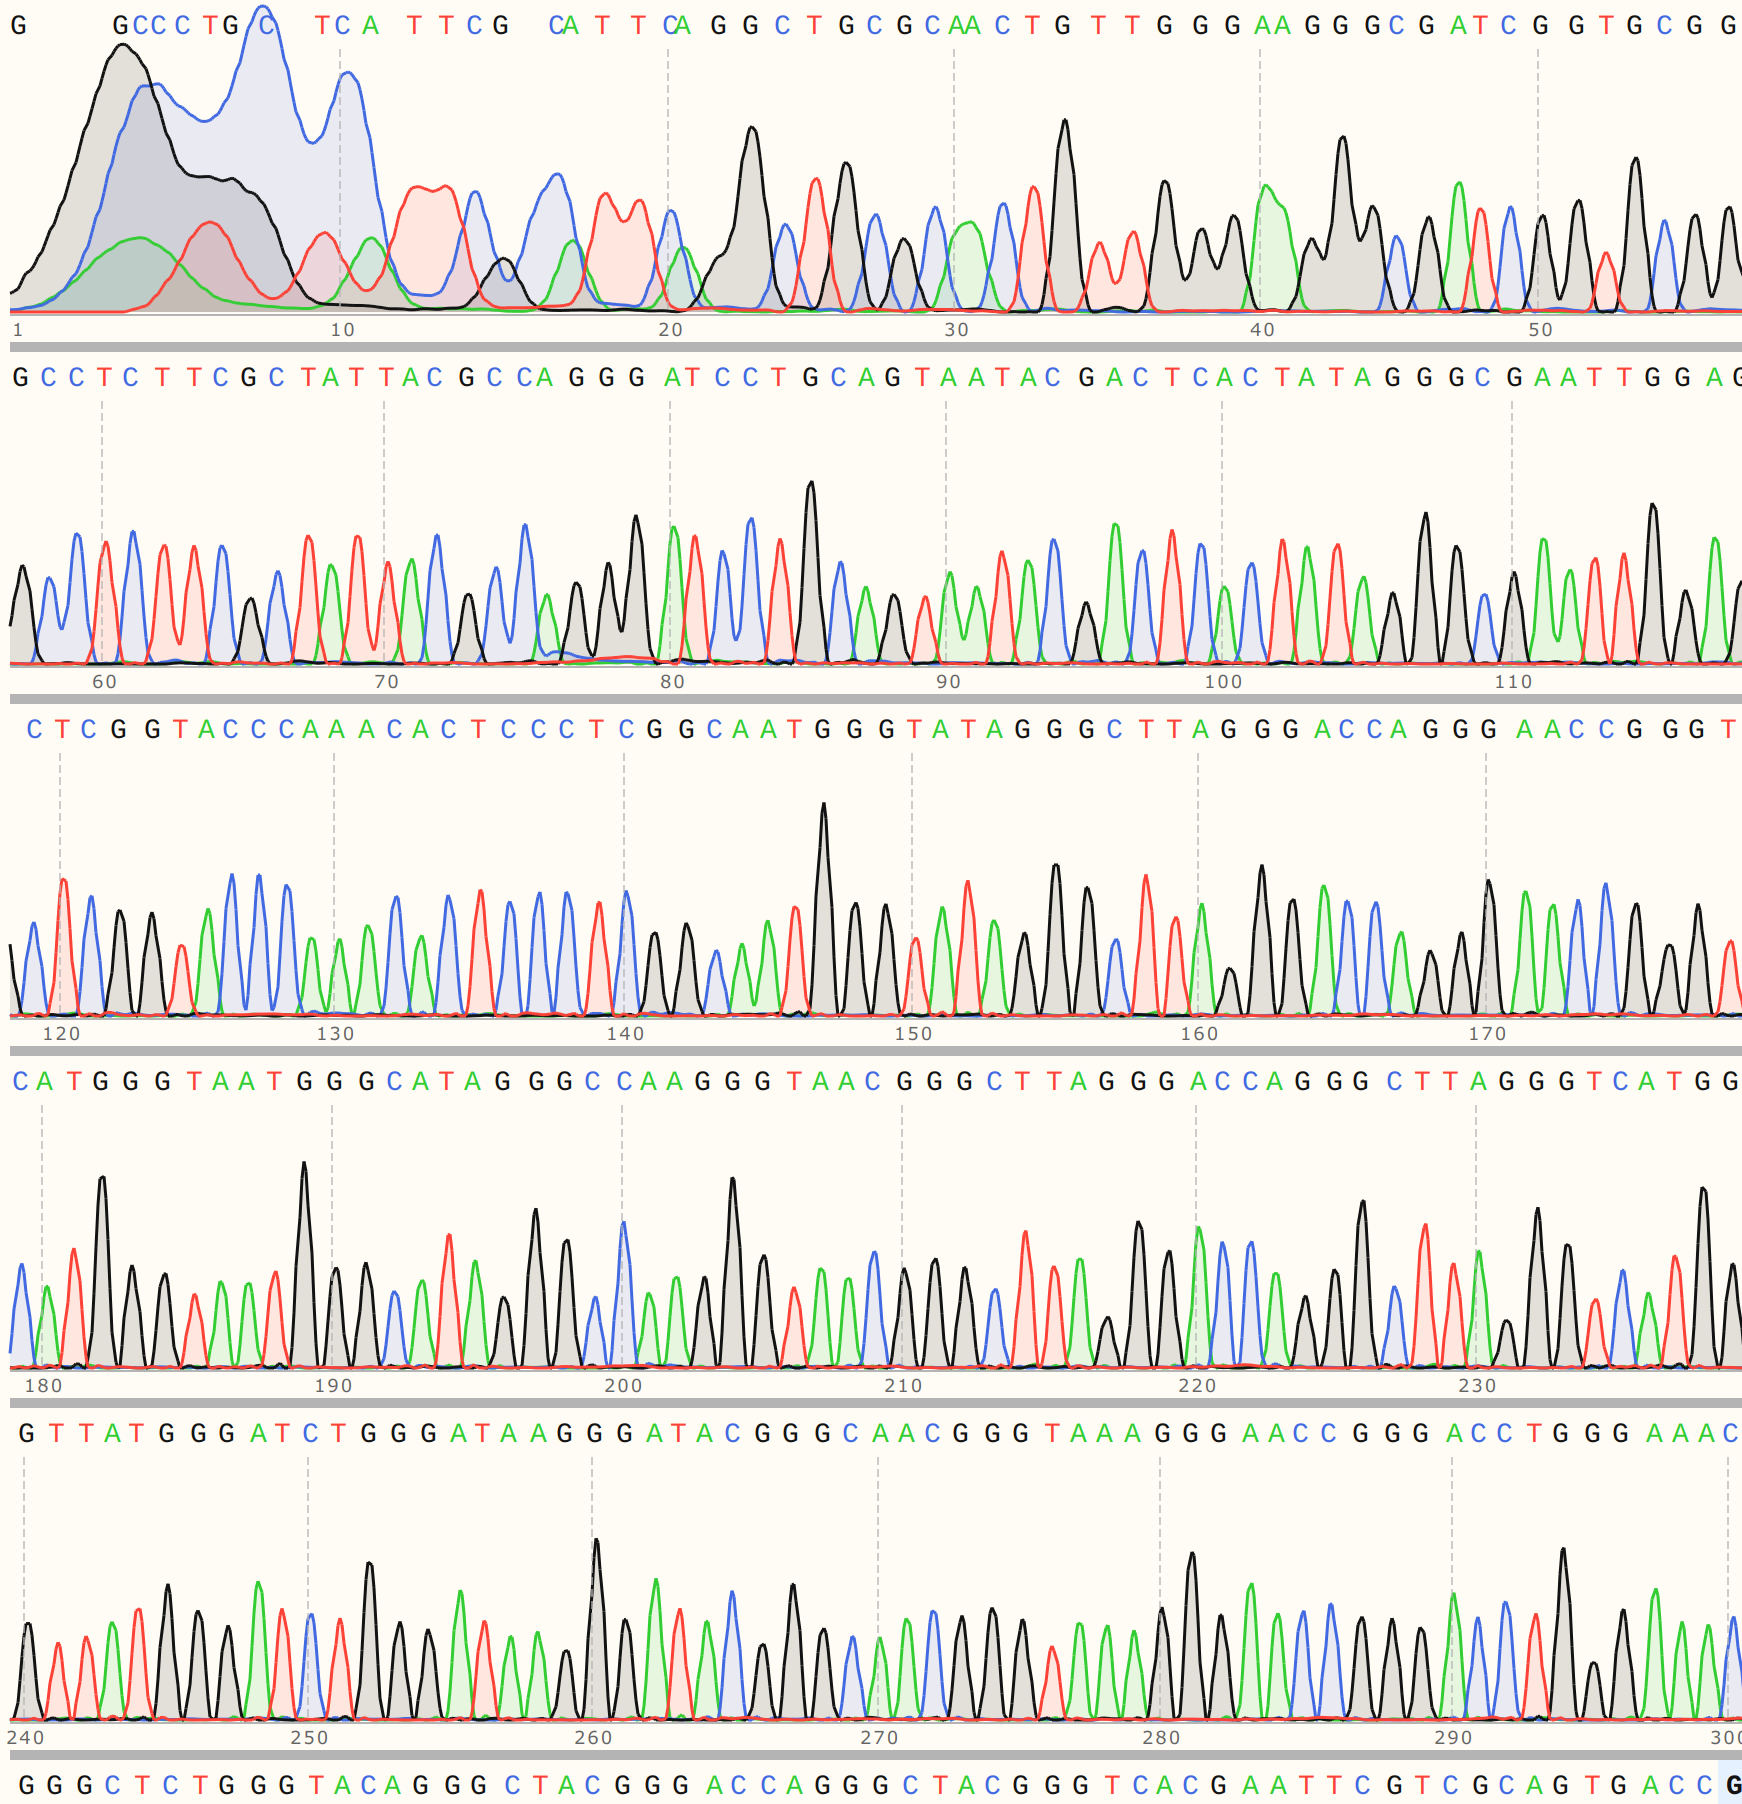 G GCCCTGC TCA TTCG CATTCAGGCTGCGCAACTGTTGGGAAGGGCGATCGGTGCGG
1 10 20 30 40 50
GCCTCTTCGCTATTACGCCAGGGATCCTGCAGTAATACGACTCACTATAGGGCGAATTGGAG
60 70 80 90 100 110
CTCGGTACCCAAACACTCCCTCGGCAATGGGTATAGGGCTTAGGGACCAGGGAACCGGGT
120 130 140 150 160 170
CATGGGTAATGGGCATAGGGCCAAGGGTAACGGGCTTAGGGACCAGGGCTTAGGGTCATGG
180 190 200 210 220 230
GTTATGGGATCTGGGATAAGGGATACGGGCAACGGGTAAAGGGAACCGGGACCTGGGAAAC
240 250 260 270 280 290 300
GGGCTCTGGGTACAGGGCTACGGGACCAGGGCTACGGGTCACGAATTCGTCGCAGTGACCG